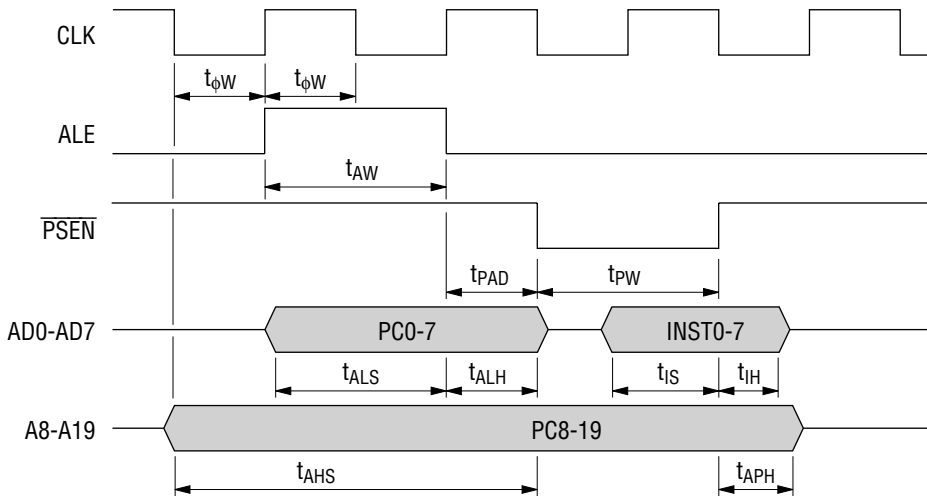 CLK
tϕW tϕW
ALE
tAW
PSEN
tPAD tPW
AD0-AD7 PC0-7 INST0-7
tALS tALH tIS tIH
A8-A19 PC8-19
tAHS tAPH